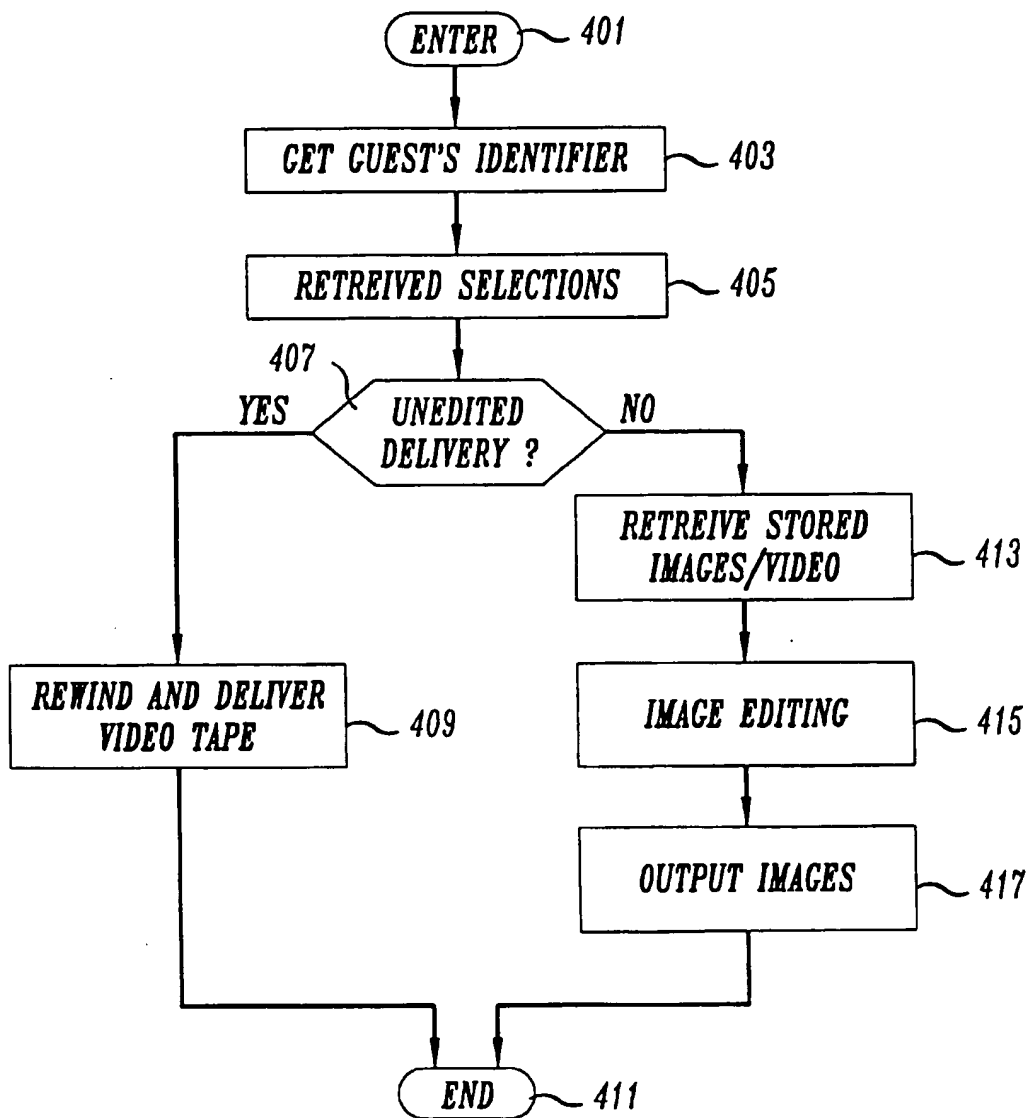 ENTER
401
GET GUEST'S IDENTIFIER
403
RETREIVED SELECTIONS
405
407
YES
UNEDITED
DELIVERY ?
NO
RETREIVE STORED
IMAGES/VIDEO
413
REWIND AND DELIVER
VIDEO TAPE
409
IMAGE EDITING
415
OUTPUT IMAGES
417
END
411